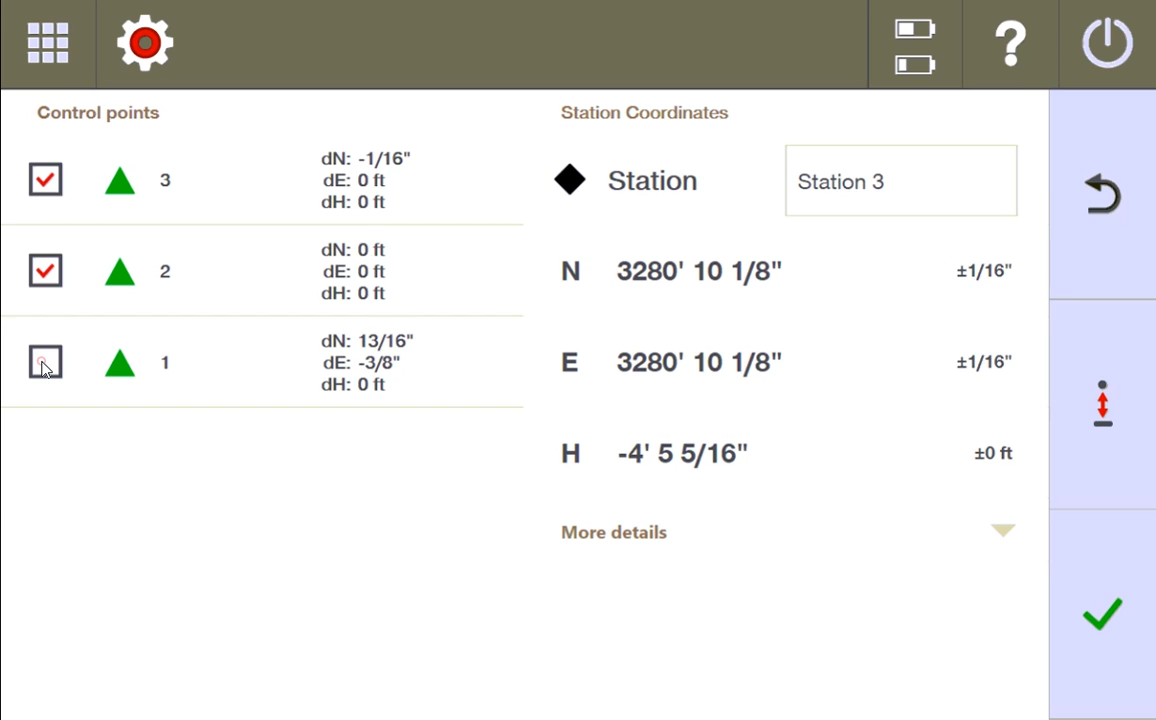 Control points
3
dN: -1/16"
dE: 0 ft
dH: 0 ft
2
dN: 0 ft
dE: 0 ft
dH: 0 ft
1
dN: 13/16"
dE: -3/8"
dH: 0 ft
Station Coordinates
Station Station 3
N 3280' 10 1/8" ±1/16"
E 3280' 10 1/8" ±1/16"
H -4' 5 5/16" ±0 ft
More details